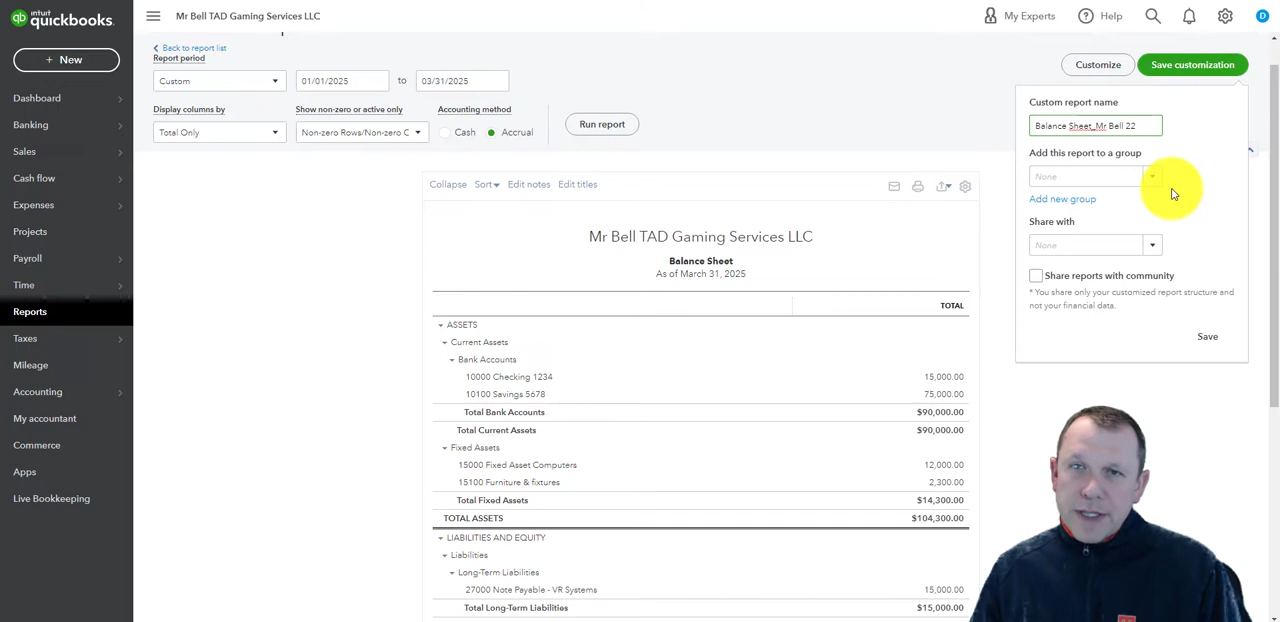 intuit
quickbooks.
Mr Bell TAD Gaming Services LLC
My Experts
Help
D
+ New
Dashboard
Banking
Sales
Cash flow
Expenses
Projects
Payroll
Time
Reports
Taxes
Mileage
Accounting
My accountant
Commerce
Apps
Live Bookkeeping
Back to report list
Report period
Custom
01/01/2025
to
03/31/2025
Display columns by
Show non-zero or active only
Accounting method
Total Only
Non-zero Rows/Non-zero C
Cash
Accrual
Run report
Customize
Save customization
Custom report name
Balance Sheet_Mr Bell 22
Add this report to a group
None
Add new group
Share with
None
Share reports with community
* You share only your customized report structure and
not your financial data.
Save
Collapse Sort Edit notes Edit titles
Mr Bell TAD Gaming Services LLC
Balance Sheet
As of March 31, 2025
TOTAL
ASSETS
Current Assets
Bank Accounts
10000 Checking 1234 15,000.00
10100 Savings 5678 75,000.00
Total Bank Accounts $90,000.00
Total Current Assets $90,000.00
Fixed Assets
15000 Fixed Asset Computers 12,000.00
15100 Furniture & fixtures 2,300.00
Total Fixed Assets $14,300.00
TOTAL ASSETS $104,300.00
LIABILITIES AND EQUITY
Liabilities
Long-Term Liabilities
27000 Note Payable - VR Systems 15,000.00
Total Long-Term Liabilities $15,000.00